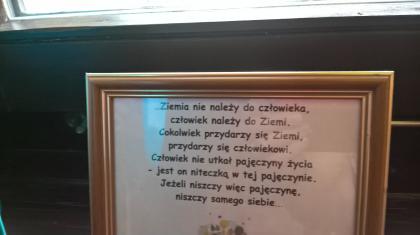 ...Ziemia nie należy do człowieka,
człowiek należy do Ziemi.
Cokolwiek przydarzy się Ziemi,
przydarzy się człowiekowi.
Człowiek nie utkał pajęczyny życia
- jest on niteczką w tej pajęczynie.
Jeżeli niszczy więc pajęczynę,
niszczy samego siebie...